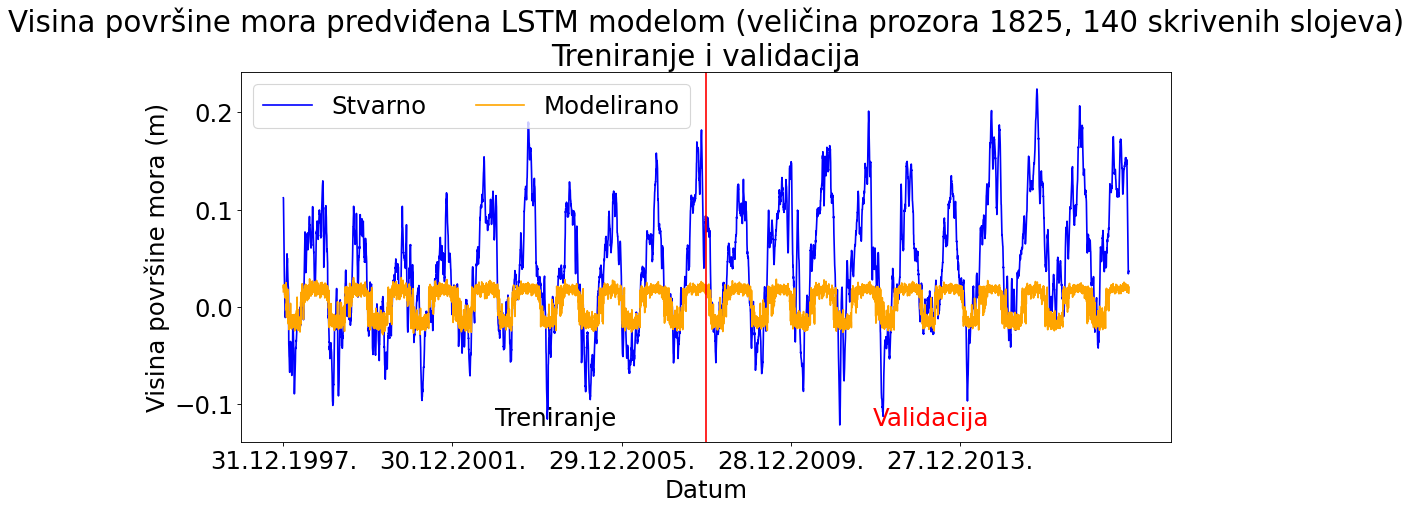 Visina površine mora predviđena LSTM modelom (veličina prozora 1825, 140 skrivenih slojeva)
Treniranje i validacija
Stvarno
Modelirano
Visina površine mora (m)
0.2
0.1
0.0
−0.1
Treniranje
Validacija
31.12.1997.
30.12.2001.
29.12.2005.
28.12.2009.
27.12.2013.
Datum